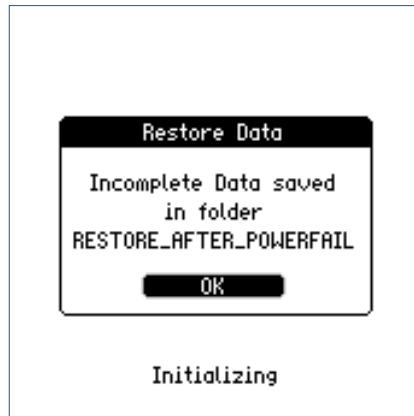 Restore Data
Incomplete Data saved
in folder
RESTORE_AFTER_POWERFAIL
OK
Initializing